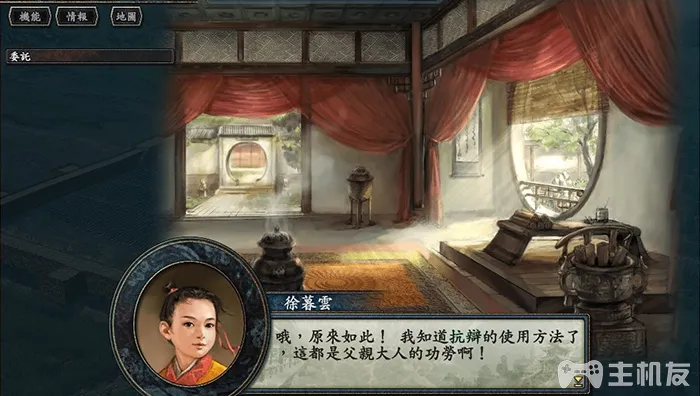 機能 情報 地圖
委託
徐暮雲
哦，原來如此！ 我知道抗辯的使用方法了
，這都是父親大人的功勞啊！
主机友